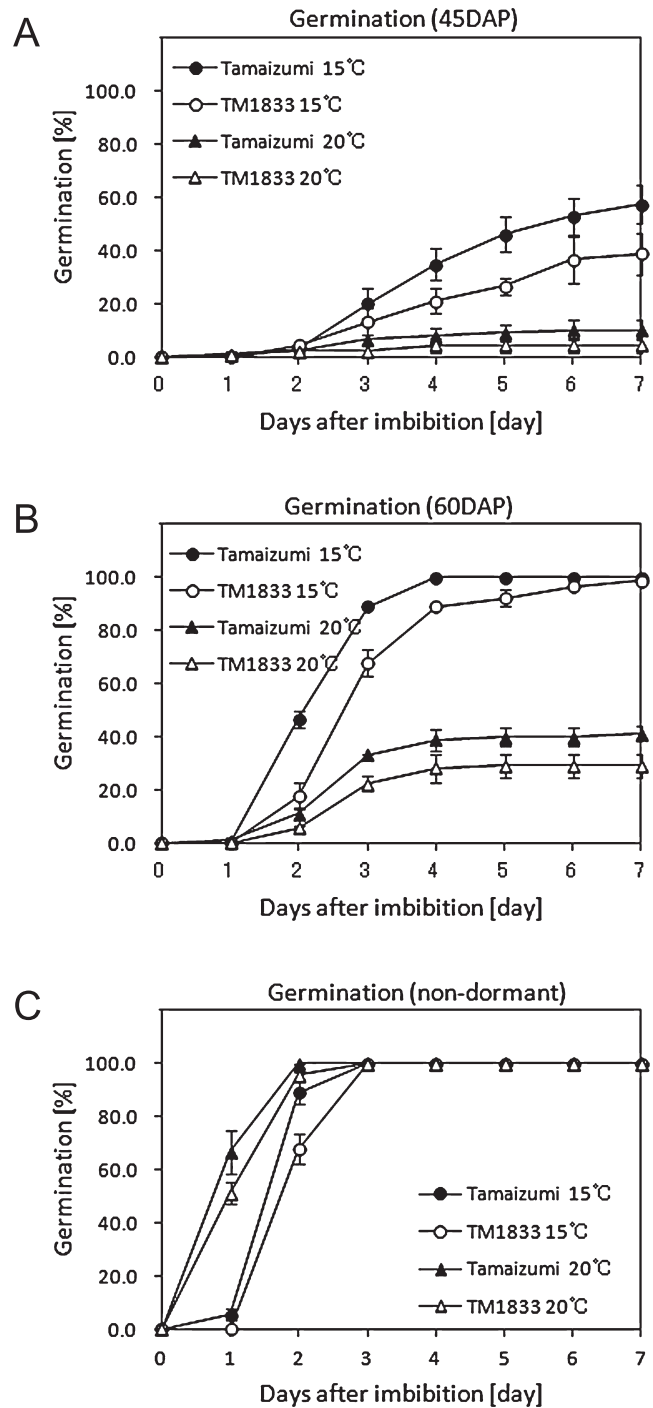 A
Germination (45DAP)
Tamaizumi 15℃
TM1833 15℃
Tamaizumi 20℃
TM1833 20℃
Germination [%]
100.0
80.0
60.0
40.0
20.0
0.0
0 1 2 3 4 5 6 7
Days after imbibition [day]
B
Germination (60DAP)
Tamaizumi 15℃
TM1833 15℃
Tamaizumi 20℃
TM1833 20℃
Germination [%]
100.0
80.0
60.0
40.0
20.0
0.0
0 1 2 3 4 5 6 7
Days after imbibition [day]
C
Germination (non-dormant)
Germination [%]
100.0
80.0
60.0
40.0
20.0
0.0
Tamaizumi 15℃
TM1833 15℃
Tamaizumi 20℃
TM1833 20℃
0 1 2 3 4 5 6 7
Days after imbibition [day]